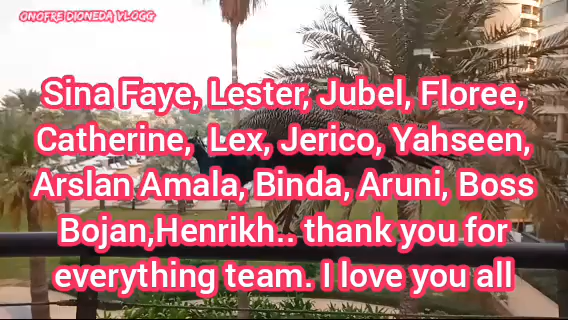 ONOFRE DIONEDA VLOGG
Sina Faye, Lester, Jubel, Floree,
Catherine,  Lex, Jerico, Yahseen,
Arslan Amala, Binda, Aruni, Boss
Bojan,Henrikh.. thank you for
everything team. I love you all